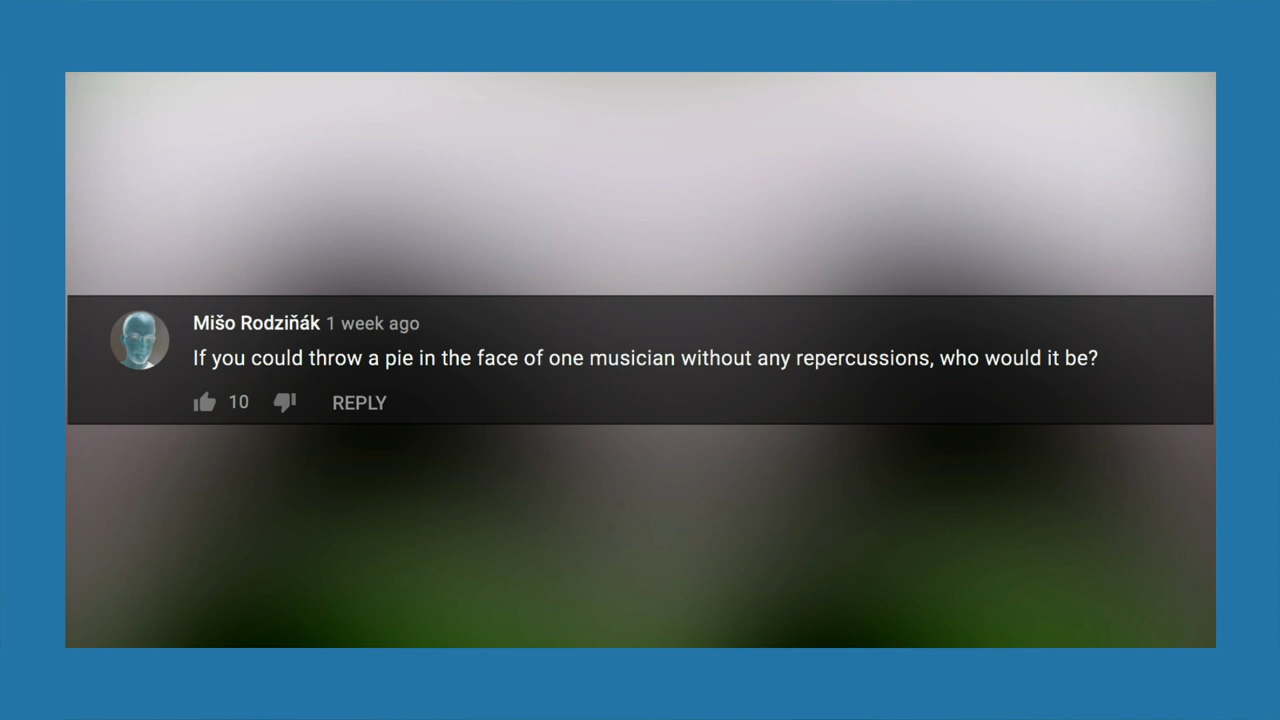 Mišo Rodziňák 1 week ago
If you could throw a pie in the face of one musician without any repercussions, who would it be?
10 REPLY